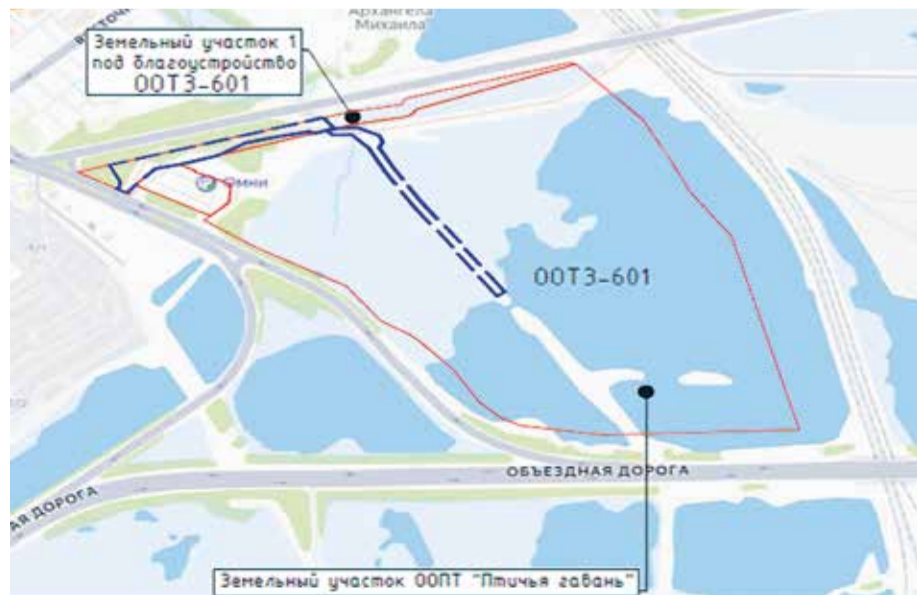 Архангела
Михаила
ВОСТОЧН
Земельный участок 1
под благоустройство
ООТЗ-601
Омни
ООТЗ-601
ОБЪЕЗДНАЯ ДОРОГА
АЯ ДОРОГА
Земельный участок ООПТ "Птичья гавань"